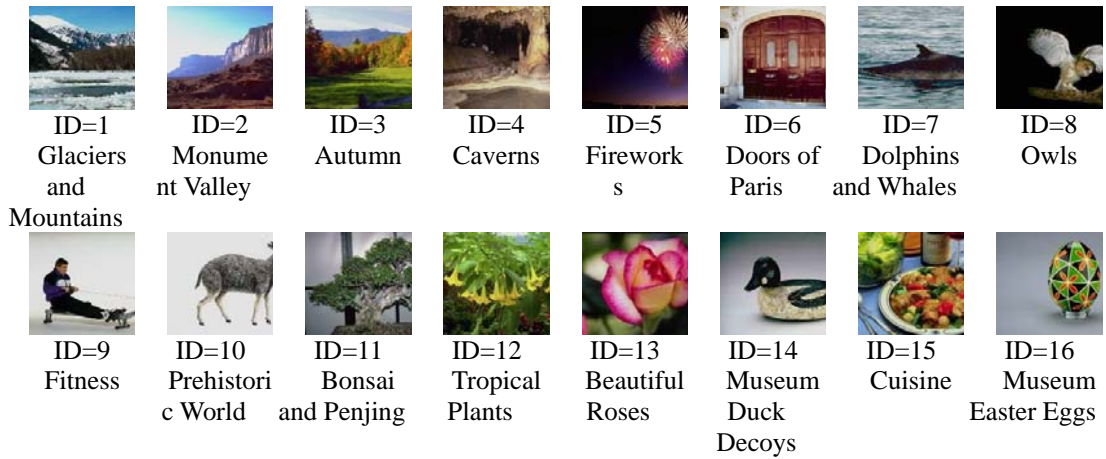 ID=1 ID=2 ID=3 ID=4 ID=5 ID=6 ID=7 ID=8
Glaciers Monume Autumn Caverns Firework Doors of Dolphins Owls
and nt Valley s Paris and Whales
Mountains
ID=9 ID=10 ID=11 ID=12 ID=13 ID=14 ID=15 ID=16
Fitness Prehistori Bonsai Tropical Beautiful Museum Cuisine Museum
c World and Penjing Plants Roses Duck Easter Eggs
Decoys